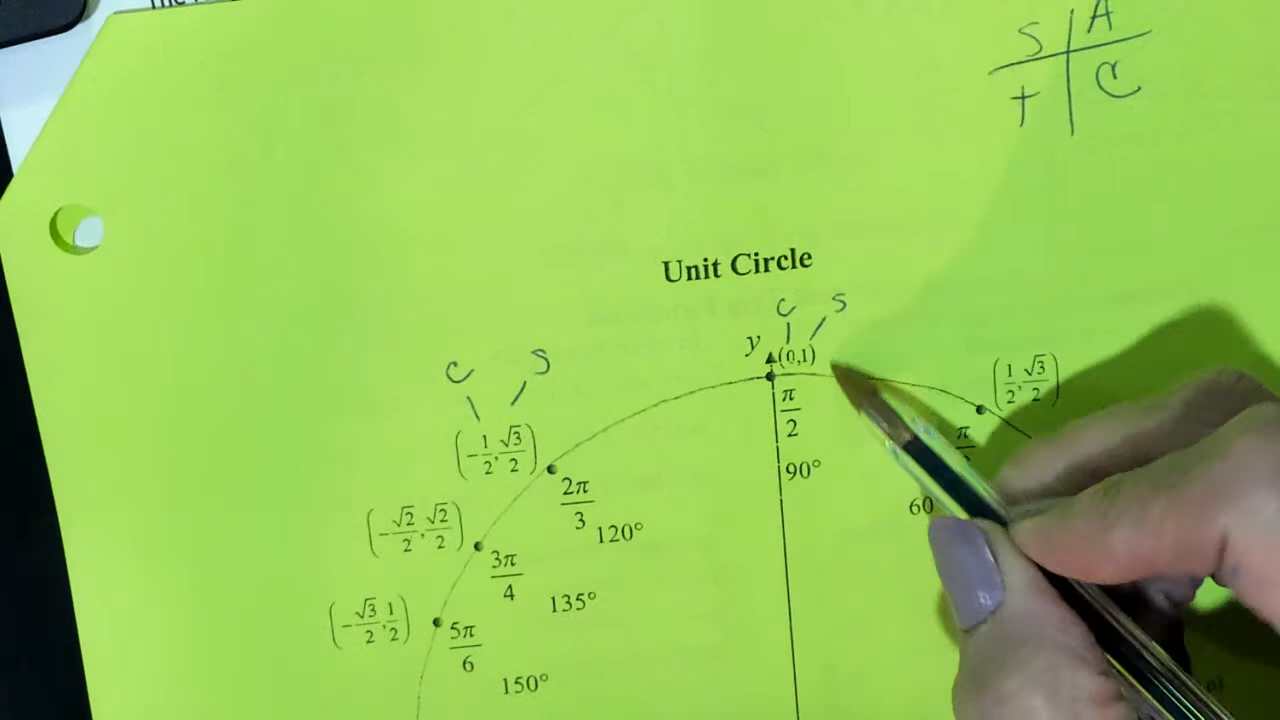 The
S A
T C
Unit Circle
C S
y (0,1)
C S
(1/2, √3/2)
π/2
(-1/2, √3/2)
90°
2π/3
60
120°
(-√2/2, √2/2)
3π/4
135°
(-√3/2, 1/2)
5π/6
150°